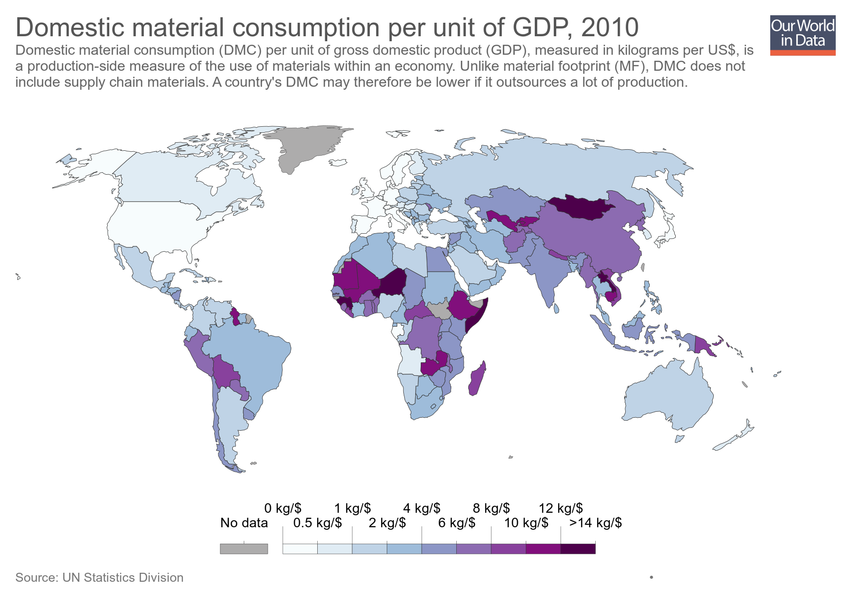 Domestic material consumption per unit of GDP, 2010
Our World
in Data
Domestic material consumption (DMC) per unit of gross domestic product (GDP), measured in kilograms per US$, is
a production-side measure of the use of materials within an economy. Unlike material footprint (MF), DMC does not
include supply chain materials. A country's DMC may therefore be lower if it outsources a lot of production.
0 kg/$ 1 kg/$ 4 kg/$ 8 kg/$ 12 kg/$
No data 0.5 kg/$ 2 kg/$ 6 kg/$ 10 kg/$ >14 kg/$
Source: UN Statistics Division